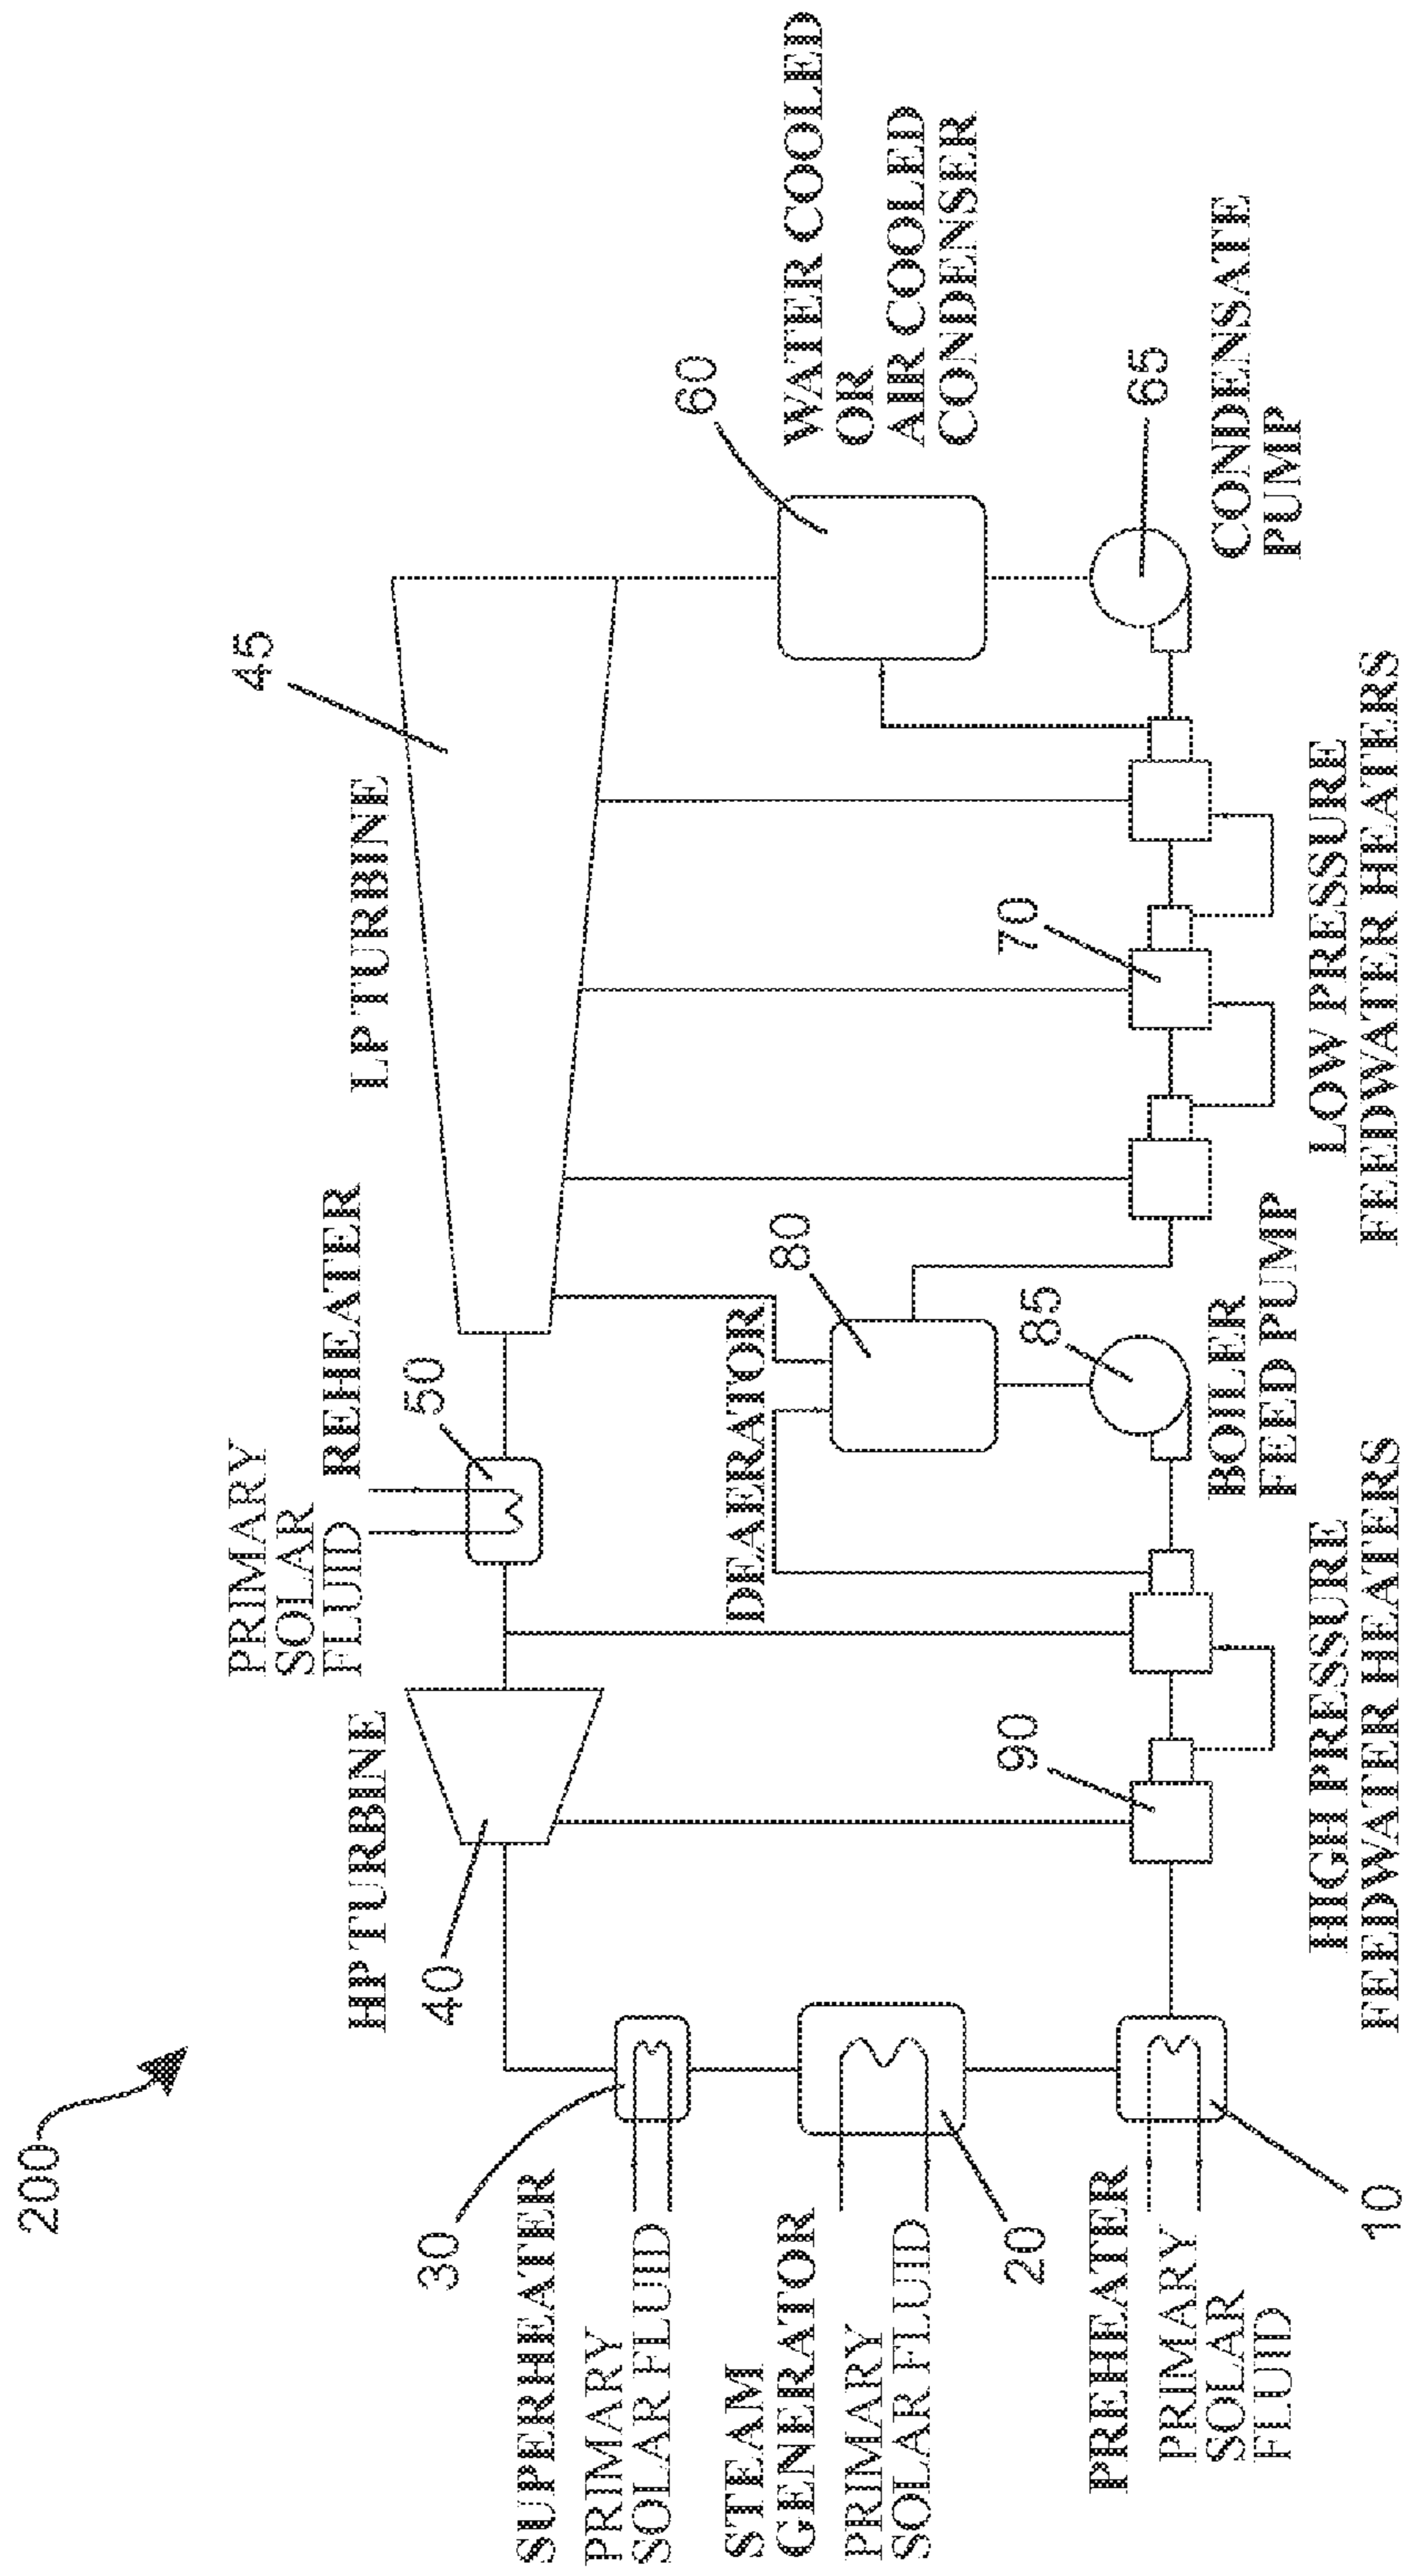 200
PRIMARY
SOLAR
FLUID
REHEATER
50
HP TURBINE
40
LP TURBINE
45
30
SUPERHEATER
PRIMARY
SOLAR FLUID
STEAM
GENERATOR
PRIMARY
SOLAR FLUID
20
PREHEATER
PRIMARY
SOLAR
FLUID
10
DEAERATOR
80
85
BOILER
FEED PUMP
90
HIGH PRESSURE
FEEDWATER HEATERS
70
LOW PRESSURE
FEEDWATER HEATERS
60
WATER COOLED
OR
AIR COOLED
CONDENSER
65
CONDENSATE
PUMP